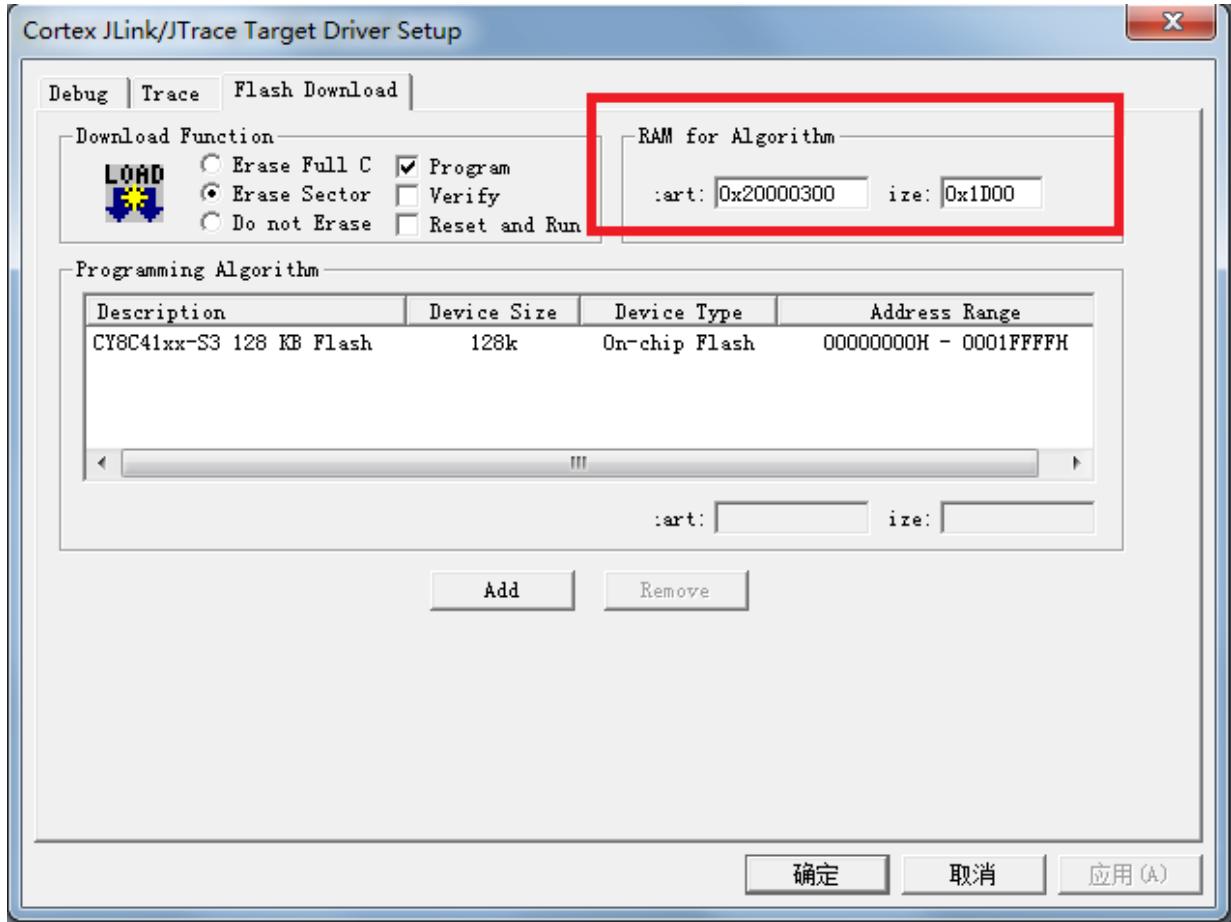 Cortex JLink/JTrace Target Driver Setup
Debug Trace Flash Download
Download Function
LOAD
Erase Full C
Erase Sector
Do not Erase
Program
Verify
Reset and Run
RAM for Algorithm
:art: 0x20000300 ize: 0x1D00
Programming Algorithm
Description Device Size Device Type Address Range
CY8C41xx-S3 128 KB Flash 128k On-chip Flash 00000000H - 0001FFFFH
:art: ize:
Add Remove
确定 取消 应用(A)